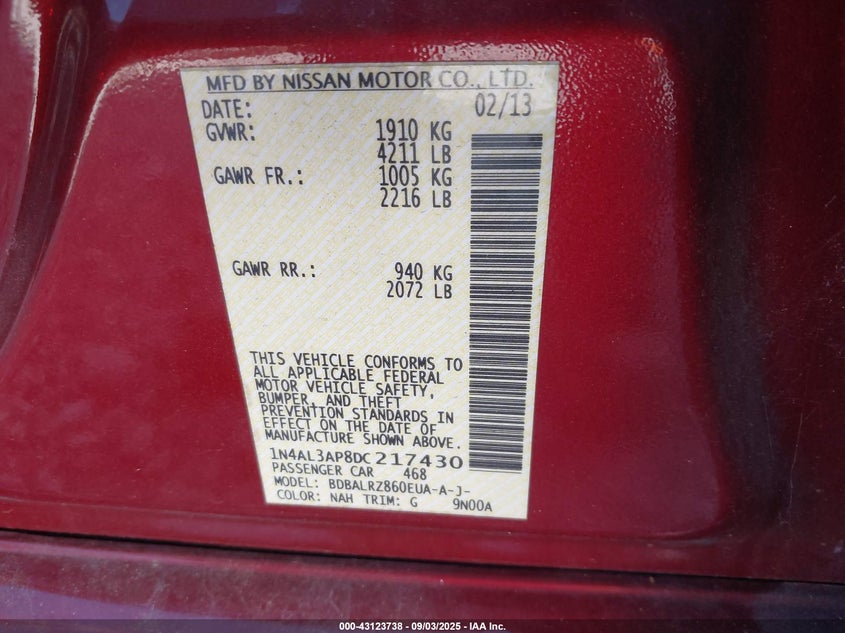 MFD BY NISSAN MOTOR CO., LTD.
DATE: 02/13
GVWR: 1910 KG
4211 LB
GAWR FR.: 1005 KG
2216 LB
GAWR RR.: 940 KG
2072 LB
THIS VEHICLE CONFORMS TO
ALL APPLICABLE FEDERAL
MOTOR VEHICLE SAFETY,
BUMPER, AND THEFT
PREVENTION STANDARDS IN
EFFECT ON THE DATE OF
MANUFACTURE SHOWN ABOVE.
1N4AL3AP8DC217430
PASSENGER CAR 468
MODEL: BDBALRZ860EUA-A-J-
COLOR: NAH TRIM: G 9N00A
000-43123738 - 09/03/2025 - IAA Inc.